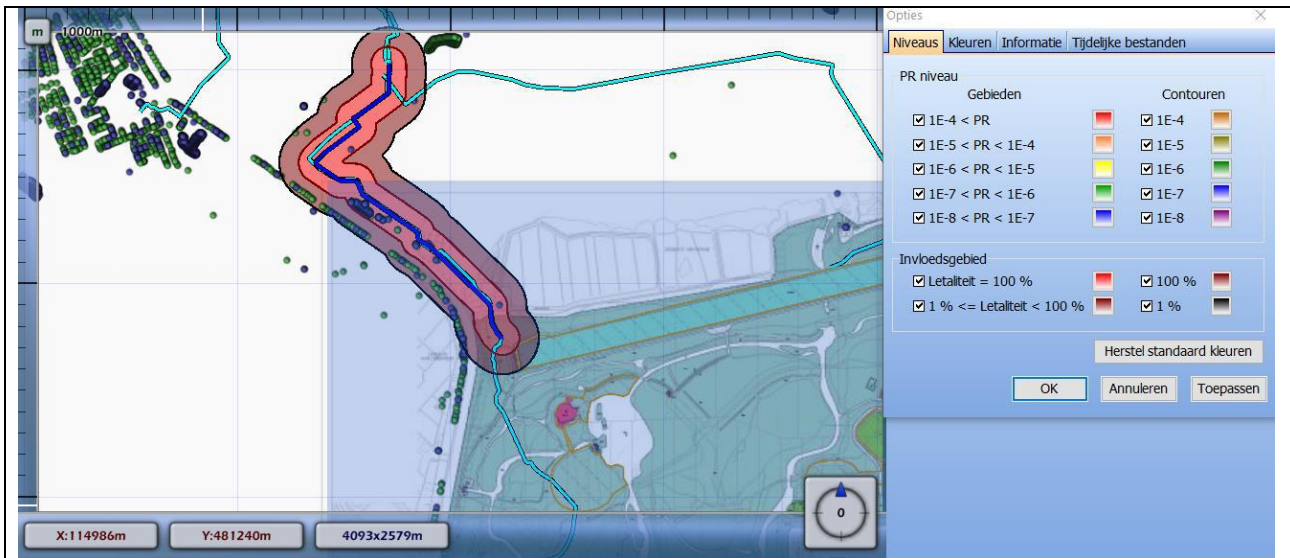 m
1000m
X:114986m
Y:481240m
4093x2579m
0
Opties
Niveaus Kleuren Informatie Tijdelijke bestanden
PR niveau
Gebieden Contouren
1E-4 < PR 1E-4
1E-5 < PR < 1E-4 1E-5
1E-6 < PR < 1E-5 1E-6
1E-7 < PR < 1E-6 1E-7
1E-8 < PR < 1E-7 1E-8
Invloedsgebied
Letaliteit = 100 % 100 %
1 % <= Letaliteit < 100 % 1 %
Herstel standaard kleuren
OK Annuleren Toepassen